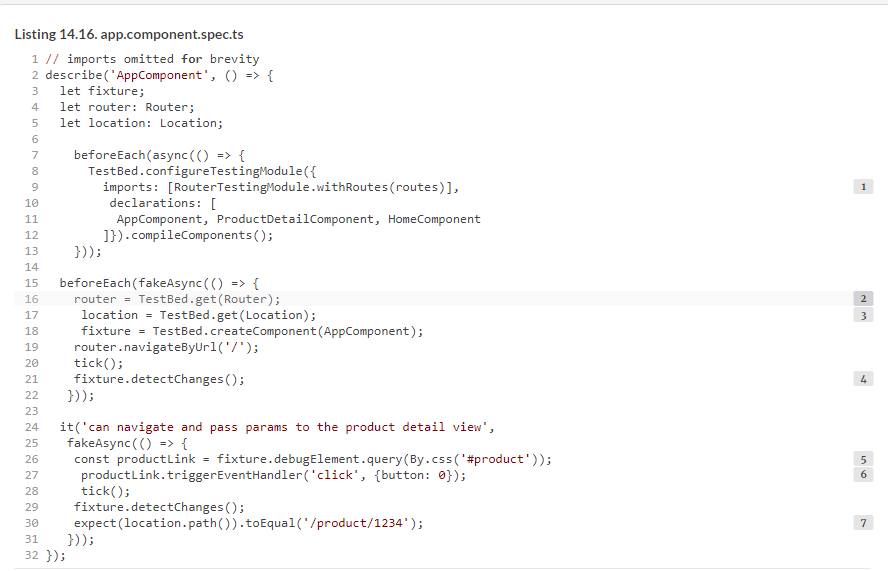 Listing 14.16. app.component.spec.ts
1 // imports omitted for brevity
2 describe('AppComponent', () => {
3 let fixture;
4 let router: Router;
5 let location: Location;
6
7 beforeEach(async(() => {
8 TestBed.configureTestingModule({
9 imports: [RouterTestingModule.withRoutes(routes)], 1
10 declarations: [
11 AppComponent, ProductDetailComponent, HomeComponent
12 ]}).compileComponents();
13 }));
14
15 beforeEach(fakeAsync(() => {
16 router = TestBed.get(Router); 2
17 location = TestBed.get(Location); 3
18 fixture = TestBed.createComponent(AppComponent);
19 router.navigateByUrl('/');
20 tick();
21 fixture.detectChanges(); 4
22 }));
23
24 it('can navigate and pass params to the product detail view',
25 fakeAsync(() => {
26 const productLink = fixture.debugElement.query(By.css('#product')); 5
27 productLink.triggerEventHandler('click', {button: 0}); 6
28 tick();
29 fixture.detectChanges();
30 expect(location.path()).toEqual('/product/1234'); 7
31 }));
32 });